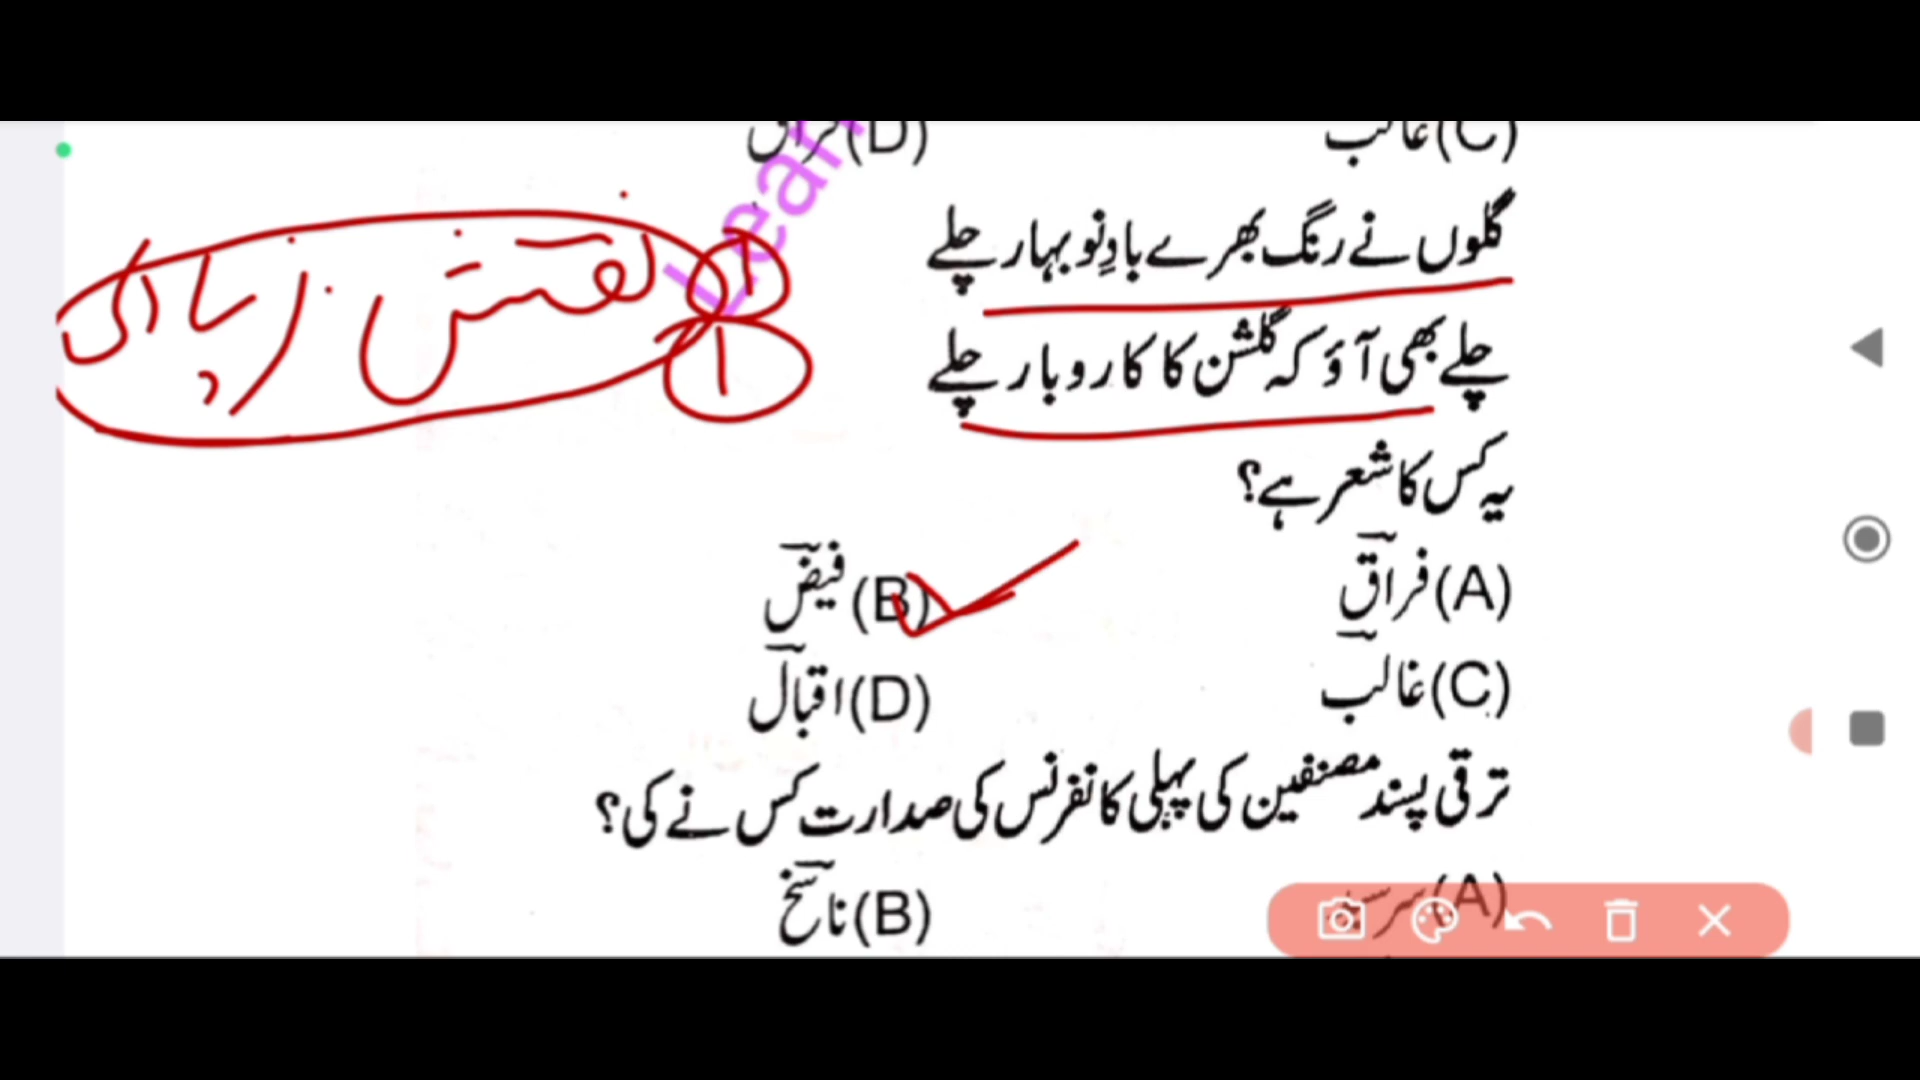 (C) غالب (D) فراق
گلوں نے رنگ بھرے بادِ نو بہار چلے
چلے بھی آؤ کہ گلشن کا کاروبار چلے
یہ کس کا شعر ہے؟
(A) فراقؔ (B) فیضؔ
(C) غالبؔ (D) اقبالؔ
ترقی پسند مصنفین کی پہلی کانفرنس کی صدارت کس نے کی؟
(A) (B) ناسخؔ
Lear
نقش